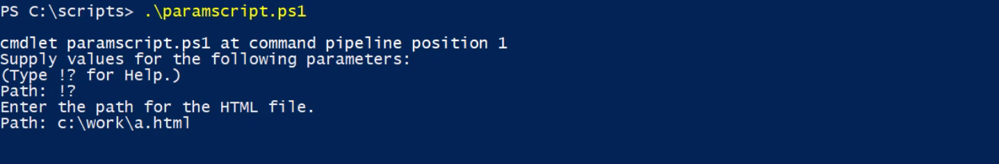 PS C:\scripts> .\paramscript.ps1
cmdlet paramscript.ps1 at command pipeline position 1
Supply values for the following parameters:
(Type !? for Help.)
Path: !?
Enter the path for the HTML file.
Path: c:\work\a.html